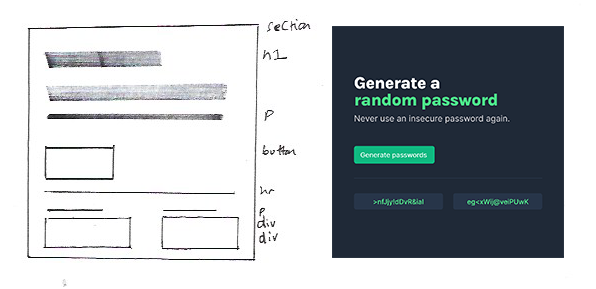 section
h1
p
button
hr
p
div
div
Generate a
random password
Never use an insecure password again.
Generate passwords
>nfJjy!dDvR&iaI
eg<xWij@veiPUwK